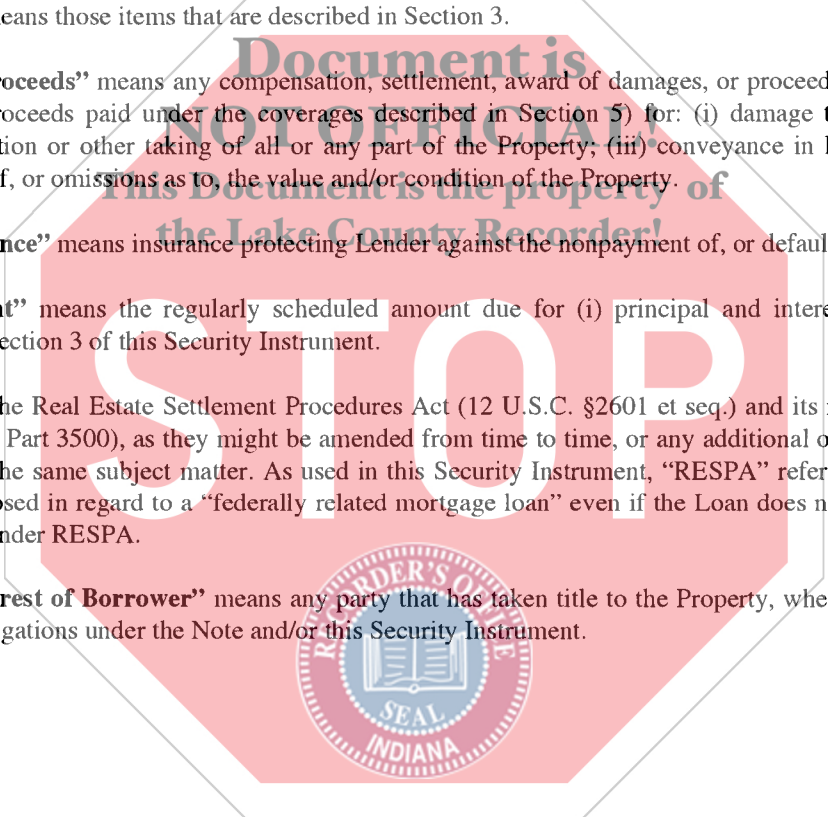 eans those items that are described in Section 3.
Document is
roceeds” means any compensation, settlement, award of damages, or proceed
roceeds paid under the coverages described in Section 5) for: (i) damage t
NOT OFFICIAL!
tion or other taking of all or any part of the Property; (iii) conveyance in l
f, or omissions as to, the value and/or condition of the Property.
This Document is the property of
the Lake County Recorder!
nce” means insurance protecting Lender against the nonpayment of, or defaul
nt” means the regularly scheduled amount due for (i) principal and intere
ection 3 of this Security Instrument.
STOP
he Real Estate Settlement Procedures Act (12 U.S.C. §2601 et seq.) and its
Part 3500), as they might be amended from time to time, or any additional o
he same subject matter. As used in this Security Instrument, “RESPA” refer
osed in regard to a “federally related mortgage loan” even if the Loan does n
nder RESPA.
rest of Borrower” means any party that has taken title to the Property, whe
gations under the Note and/or this Security Instrument.
RECORDER'S OFFICE
SEAL
INDIANA